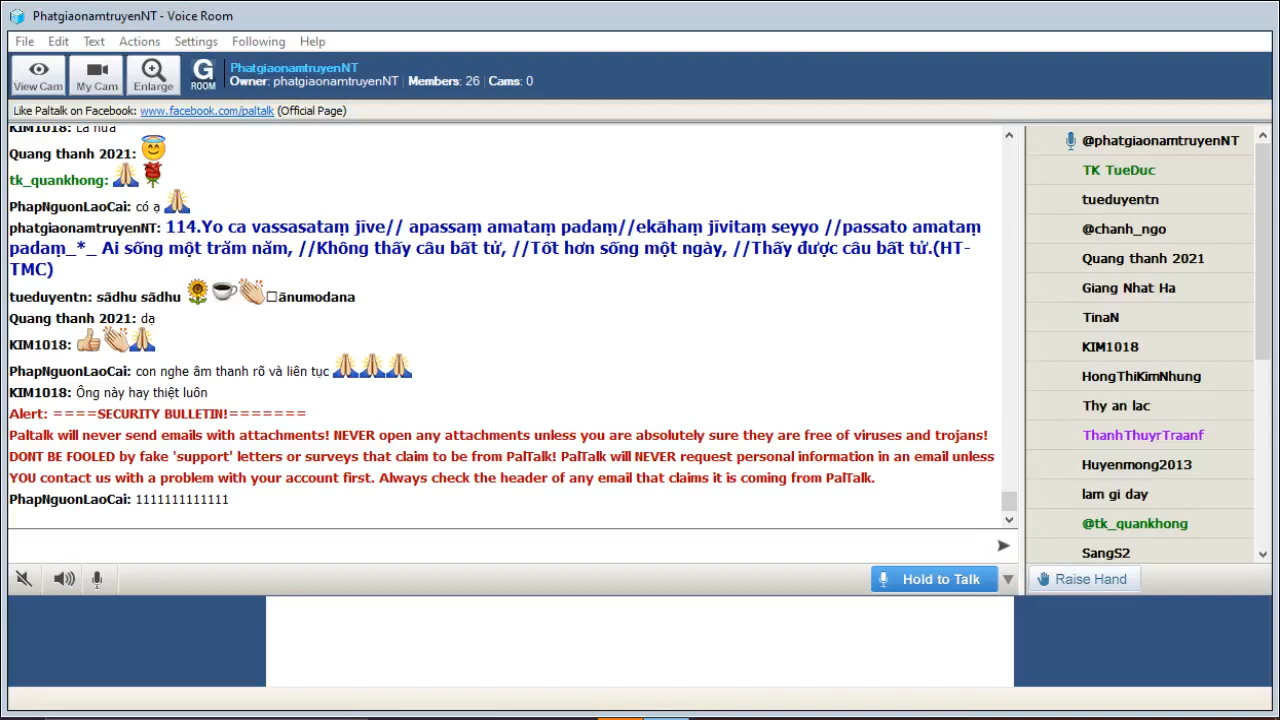 PhatgiaonamtruyenNT - Voice Room
File Edit Text Actions Settings Following Help
View Cam My Cam Enlarge G ROOM
PhatgiaonamtruyenNT
Owner: phatgiaonamtruyenNT Members: 26 Cams: 0
Like Paltalk on Facebook: www.facebook.com/paltalk (Official Page)
KIM1018: Là nữa
Quang thanh 2021:
tk_quankhong:
PhapNguonLaoCai: có ạ
phatgiaonamtruyenNT: 114.Yo ca vassasataṃ jīve// apassaṃ amataṃ padaṃ//ekāhaṃ jīvitaṃ seyyo //passato amataṃ
padaṃ_*_ Ai sống một trăm năm, //Không thấy câu bất tử, //Tốt hơn sống một ngày, //Thấy được câu bất tử.(HT-
TMC)
tueduyentn: sādhu sādhu ānumodana
Quang thanh 2021: dạ
KIM1018:
PhapNguonLaoCai: con nghe âm thanh rõ và liên tục
KIM1018: Ông này hay thiệt luôn
Alert: ====SECURITY BULLETIN!=======
Paltalk will never send emails with attachments! NEVER open any attachments unless you are absolutely sure they are free of viruses and trojans!
DONT BE FOOLED by fake 'support' letters or surveys that claim to be from PalTalk! PalTalk will NEVER request personal information in an email unless
YOU contact us with a problem with your account first. Always check the header of any email that claims it is coming from PalTalk.
PhapNguonLaoCai: 1111111111111
Hold to Talk
@phatgiaonamtruyenNT
TK TueDuc
tueduyentn
@chanh_ngo
Quang thanh 2021
Giang Nhat Ha
TinaN
KIM1018
HongThiKimNhung
Thy an lac
ThanhThuyrTraanf
Huyenmong2013
lam gi day
@tk_quankhong
SangS2
Raise Hand